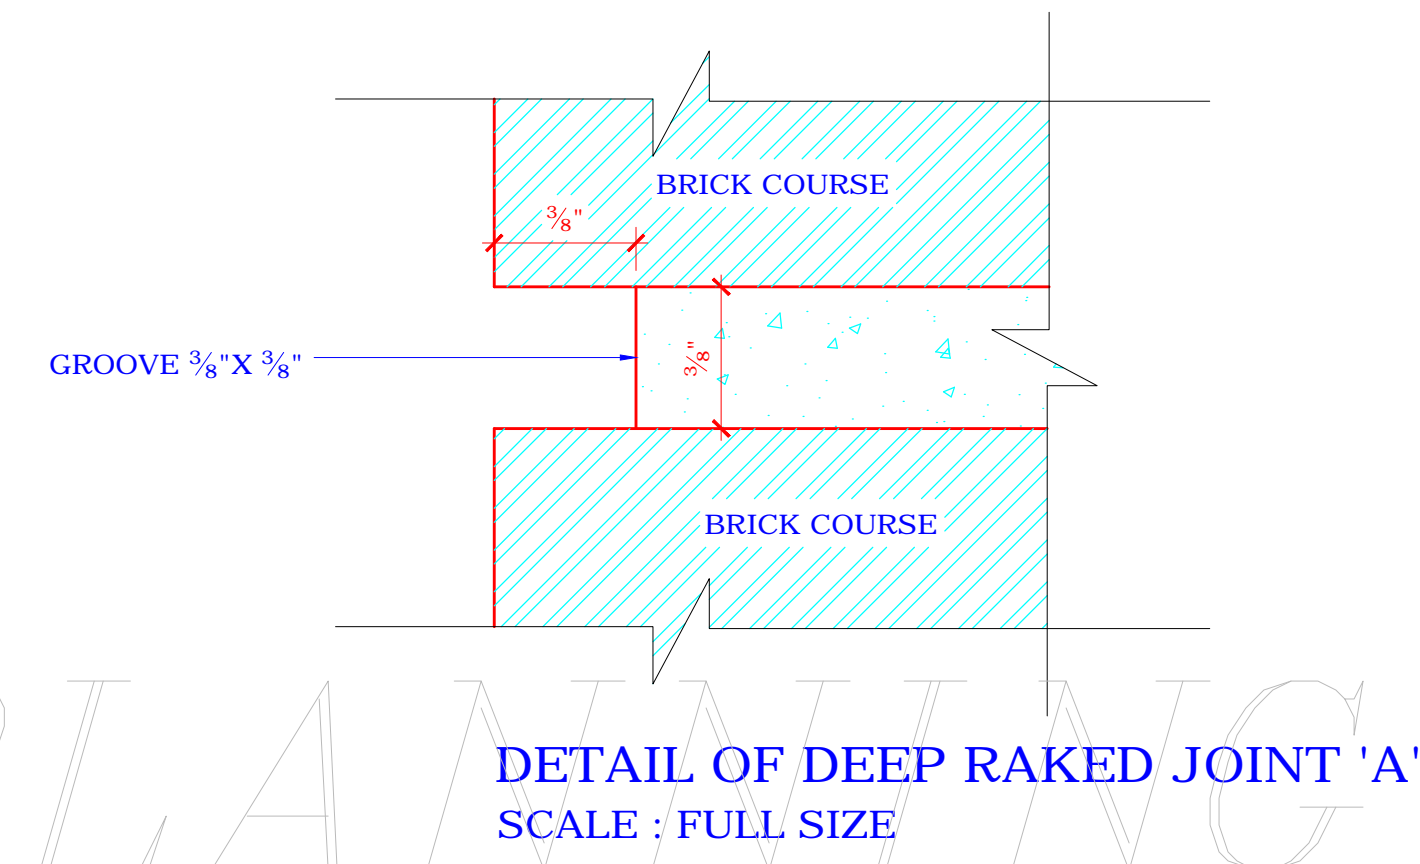 BRICK COURSE
3/8"
GROOVE 3/8"X 3/8"
3/8"
BRICK COURSE
DETAIL OF DEEP RAKED JOINT 'A'
SCALE : FULL SIZE
LANNING